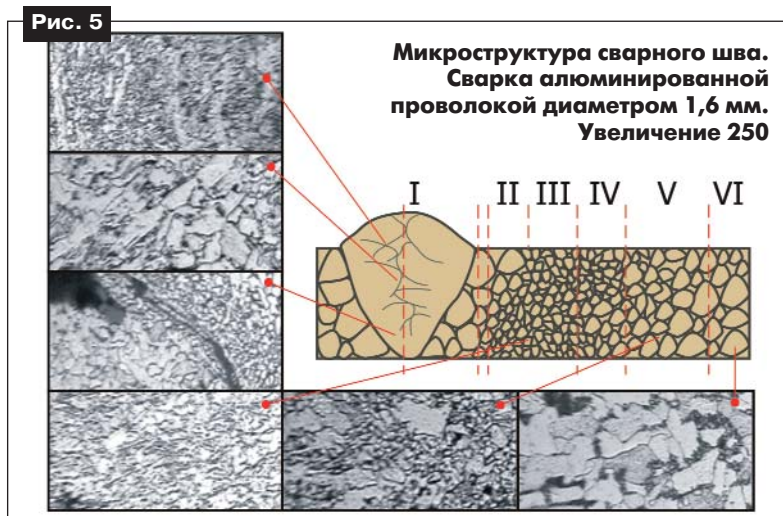 Рис. 5
Микроструктура сварного шва.
Сварка алюминированной
проволокой диаметром 1,6 мм.
Увеличение 250
I II III IV V VI